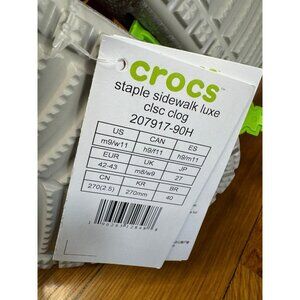 crocs™
staple sidewalk luxe
clsc clog
207917-90H
US CAN ES
m9/w11 h9/f11 h9/m11
EUR UK JP
42-43 m8/w9 27
CN KR BR
270(2.5) 270mm 40